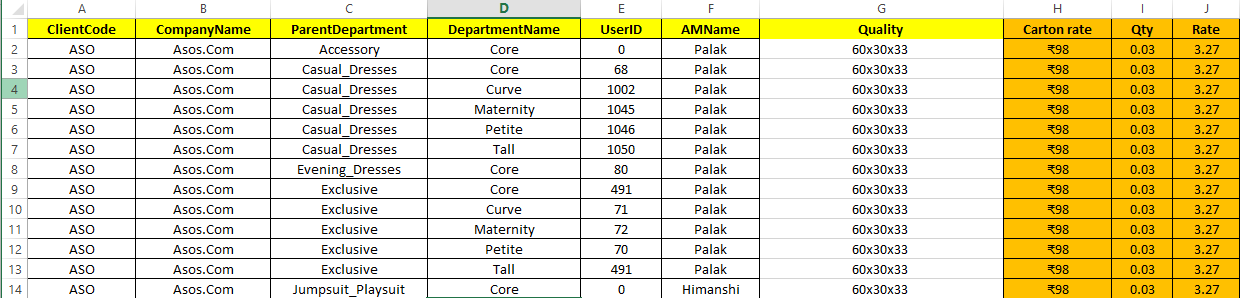 A B C D E F G H I J
1 ClientCode CompanyName ParentDepartment DepartmentName UserID AMName Quality Carton rate Qty Rate
2 ASO Asos.Com Accessory Core 0 Palak 60x30x33 ₹98 0.03 3.27
3 ASO Asos.Com Casual_Dresses Core 68 Palak 60x30x33 ₹98 0.03 3.27
4 ASO Asos.Com Casual_Dresses Curve 1002 Palak 60x30x33 ₹98 0.03 3.27
5 ASO Asos.Com Casual_Dresses Maternity 1045 Palak 60x30x33 ₹98 0.03 3.27
6 ASO Asos.Com Casual_Dresses Petite 1046 Palak 60x30x33 ₹98 0.03 3.27
7 ASO Asos.Com Casual_Dresses Tall 1050 Palak 60x30x33 ₹98 0.03 3.27
8 ASO Asos.Com Evening_Dresses Core 80 Palak 60x30x33 ₹98 0.03 3.27
9 ASO Asos.Com Exclusive Core 491 Palak 60x30x33 ₹98 0.03 3.27
10 ASO Asos.Com Exclusive Curve 71 Palak 60x30x33 ₹98 0.03 3.27
11 ASO Asos.Com Exclusive Maternity 72 Palak 60x30x33 ₹98 0.03 3.27
12 ASO Asos.Com Exclusive Petite 70 Palak 60x30x33 ₹98 0.03 3.27
13 ASO Asos.Com Exclusive Tall 491 Palak 60x30x33 ₹98 0.03 3.27
14 ASO Asos.Com Jumpsuit_Playsuit Core 0 Himanshi 60x30x33 ₹98 0.03 3.27